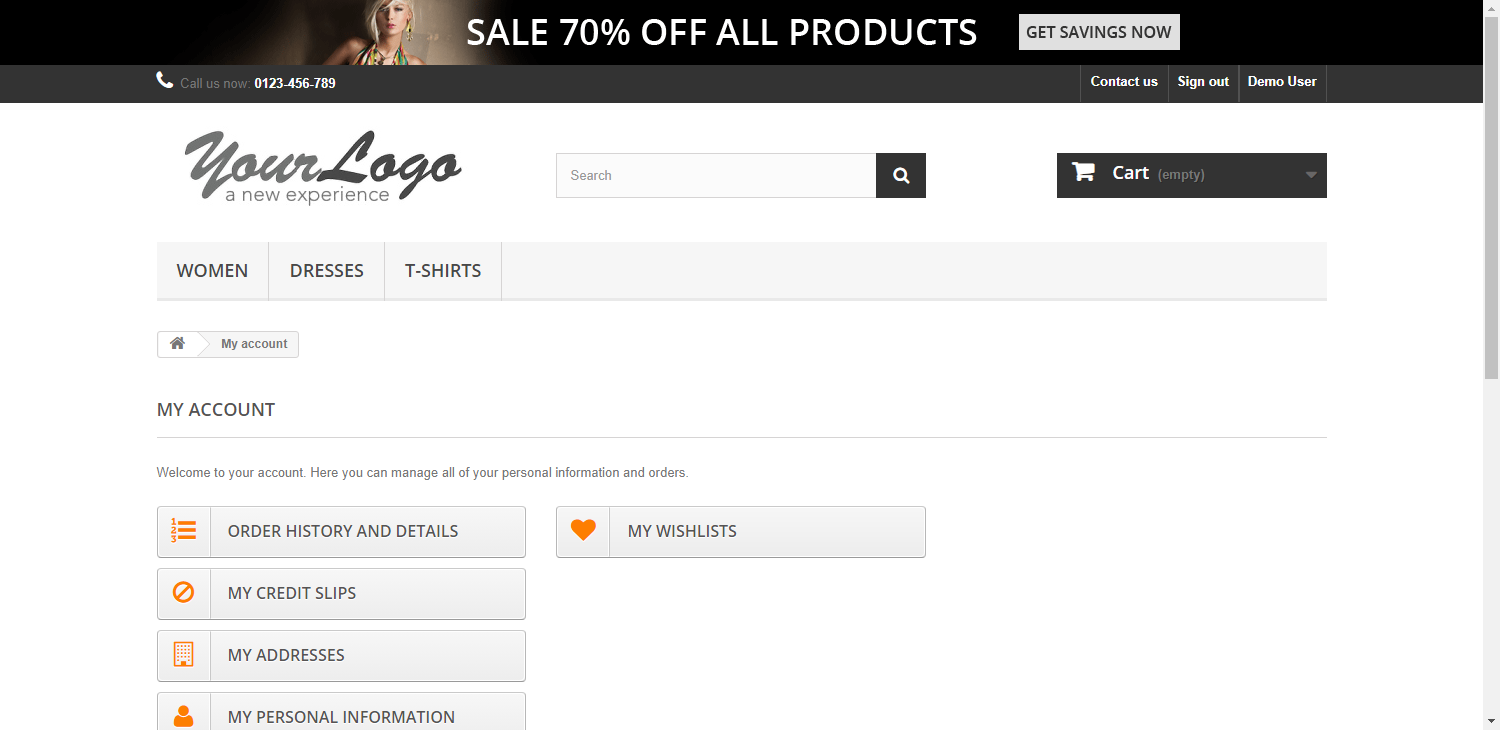 SALE 70% OFF ALL PRODUCTS
GET SAVINGS NOW
Call us now: 0123-456-789
Contact us
Sign out
Demo User
YourLogo
a new experience
Search
Cart (empty)
WOMEN
DRESSES
T-SHIRTS
My account
MY ACCOUNT
Welcome to your account. Here you can manage all of your personal information and orders.
ORDER HISTORY AND DETAILS
MY WISHLISTS
MY CREDIT SLIPS
MY ADDRESSES
MY PERSONAL INFORMATION